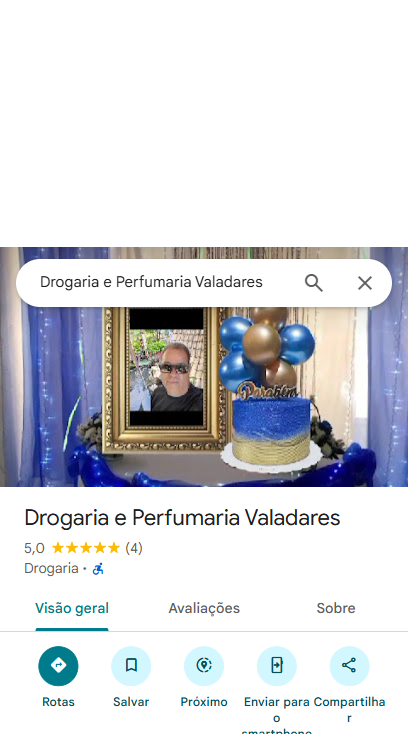 Drogaria e Perfumaria Valadares
Parabéns
Drogaria e Perfumaria Valadares
5,0 (4)
Drogaria ·
Visão geral Avaliações Sobre
Rotas Salvar Próximo Enviar para o smartphone Compartilhar